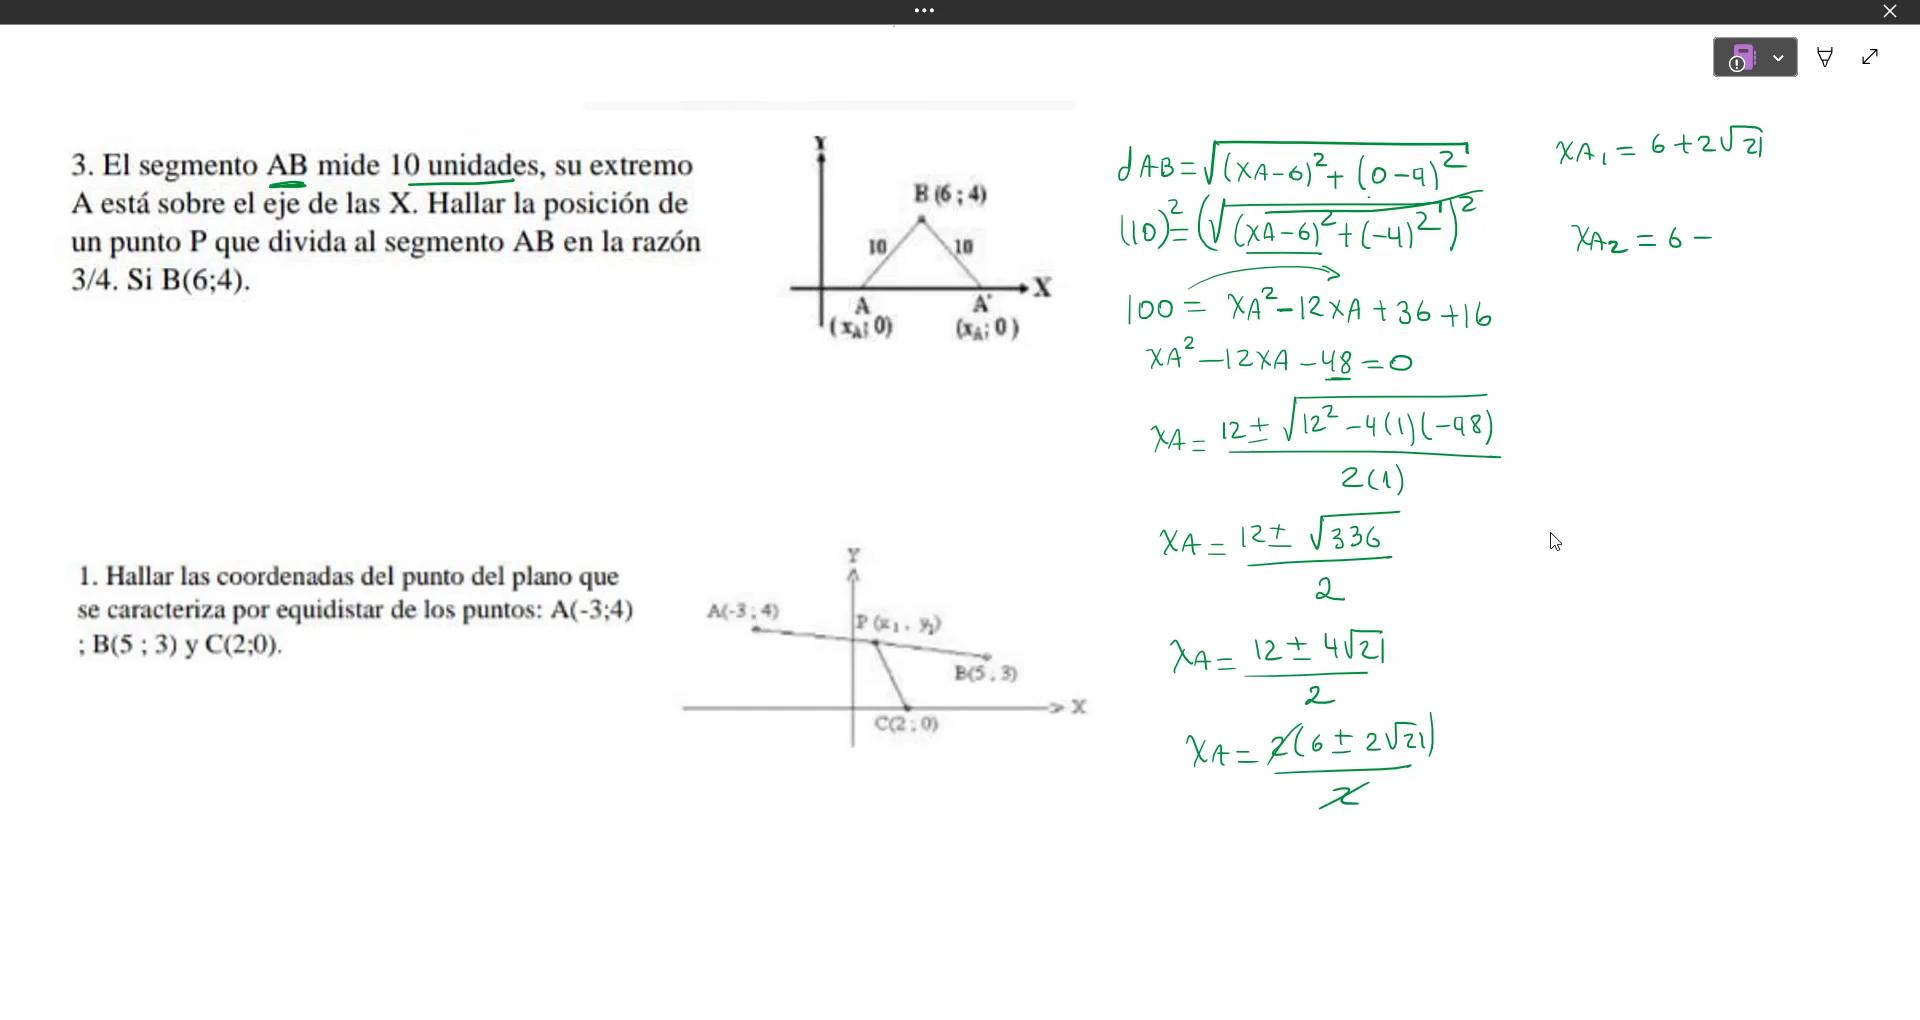 3. El segmento AB mide 10 unidades, su extremo
A está sobre el eje de las X. Hallar la posición de
un punto P que divida al segmento AB en la razón
3/4. Si B(6;4).
Y
B (6 ; 4)
10
10
X
A
A'
(xA; 0)
(xA; 0)
dAB = √(xA-6)² + (0-4)²
(10)² = (√(xA-6)² + (-4)²)²
100 = xA² - 12xA + 36 + 16
xA² - 12xA - 48 = 0
xA = 12 ± √12² - 4(1)(-48)
2(1)
xA = 12 ± √336
2
xA = 12 ± 4√21
2
xA = 2(6 ± 2√21)
2
xA₁ = 6 + 2√21
xA₂ = 6 -
1. Hallar las coordenadas del punto del plano que
se caracteriza por equidistar de los puntos: A(-3;4)
; B(5 ; 3) y C(2;0).
Y
A(-3 ; 4)
P (x₁ , y₁)
B(5 , 3)
X
C(2 ; 0)